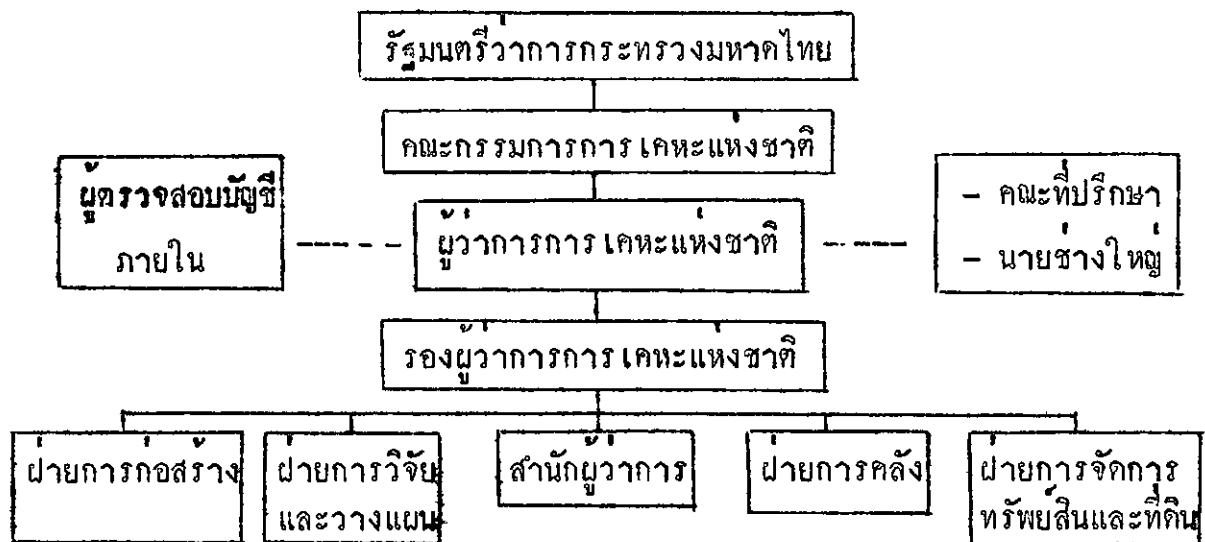 รัฐมนตรีว่าการกระทรวงมหาดไทย
คณะกรรมการการเคหะแห่งชาติ
ผู้ตรวจสอบบัญชี
ภายใน
ผู้ว่าการการเคหะแห่งชาติ
- คณะที่ปรึกษา
- นายช่างใหญ่
รองผู้ว่าการการเคหะแห่งชาติ
ฝ่ายการก่อสร้าง
ฝ่ายการวิจัย
และวางแผน
สำนักผู้ว่าการ
ฝ่ายการคลัง
ฝ่ายการจัดการ
ทรัพย์สินและที่ดิน